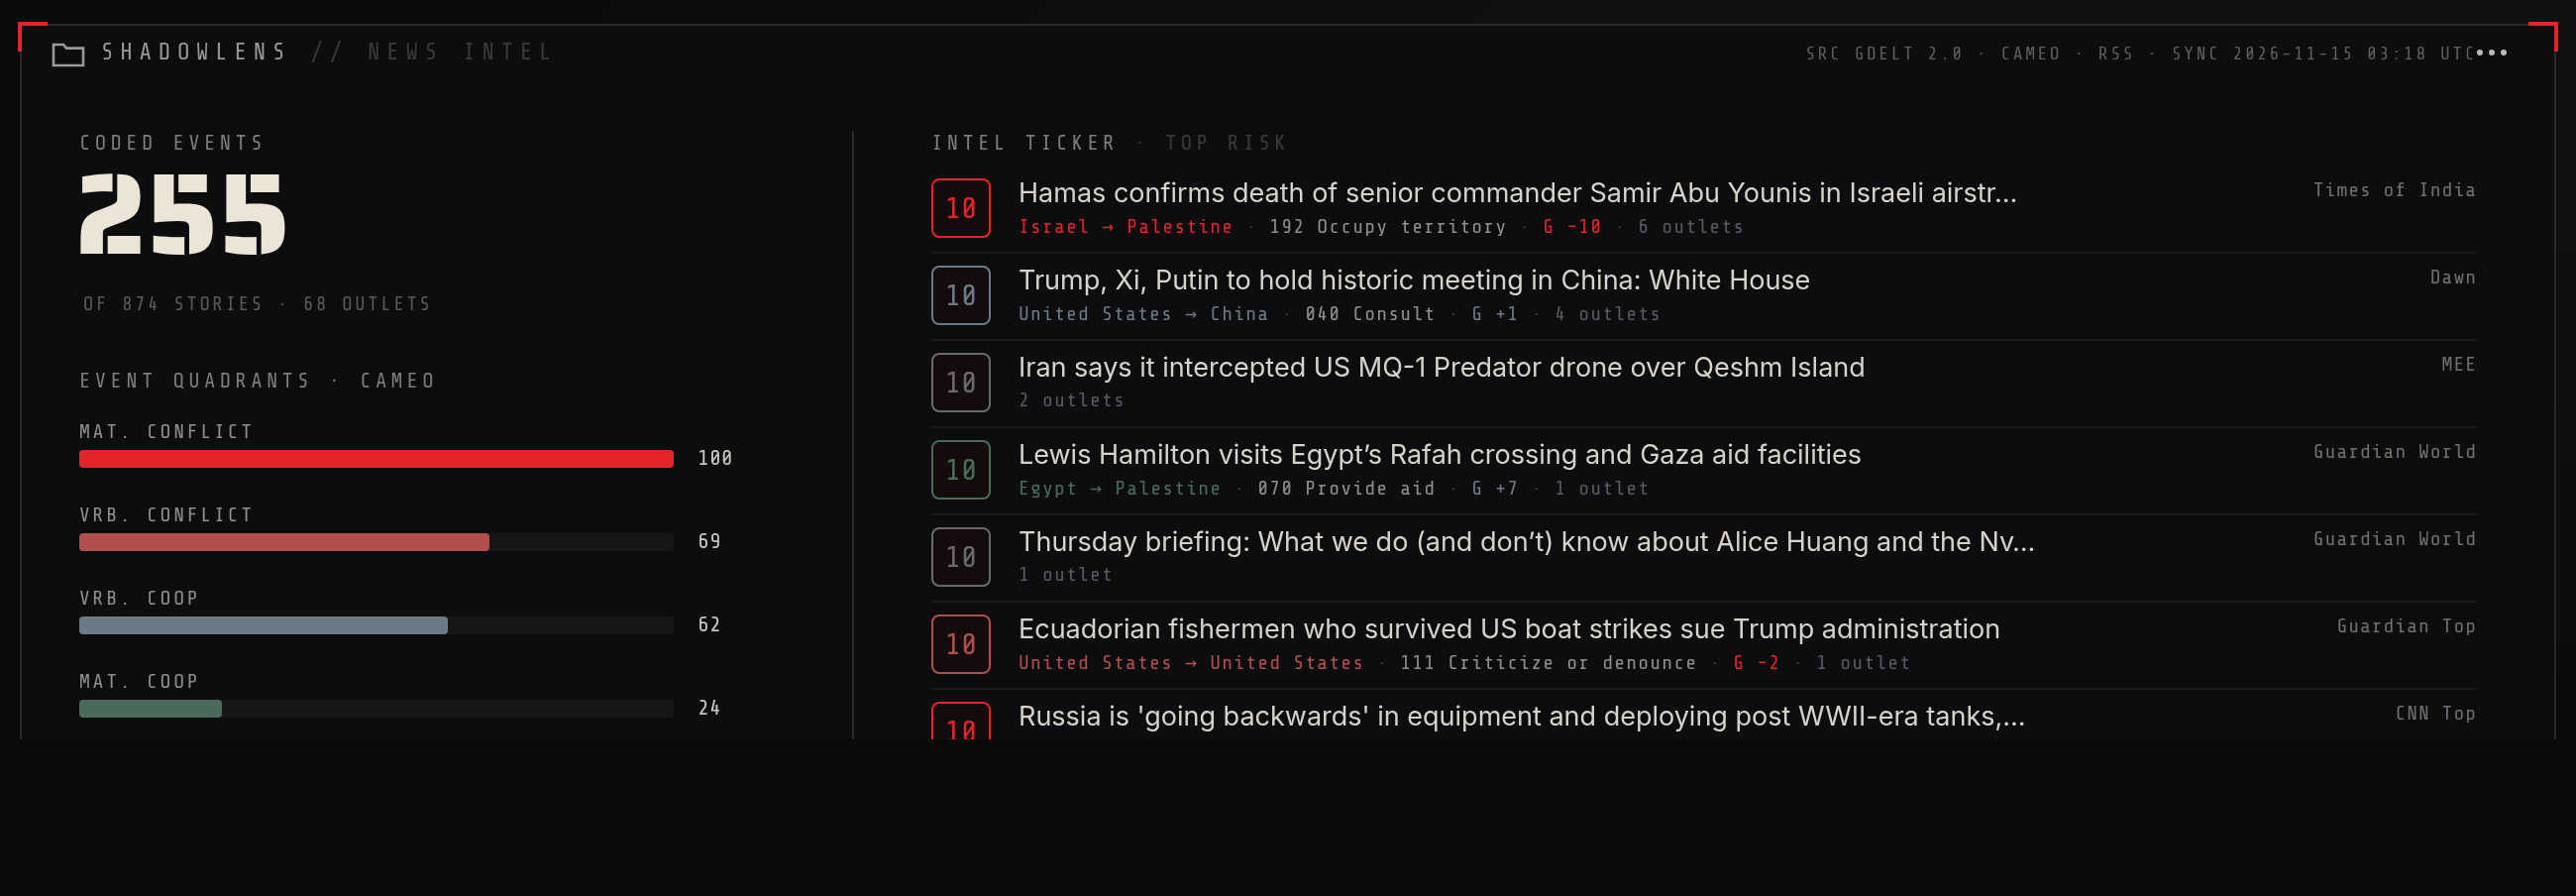 SHADOWLENS // NEWS INTEL
SRC GDELT 2.0 · CAMEO · RSS · SYNC 2026-11-15 03:18 UTC
CODED EVENTS
255
OF 874 STORIES · 68 OUTLETS
EVENT QUADRANTS · CAMEO
MAT. CONFLICT
100
VRB. CONFLICT
69
VRB. COOP
62
MAT. COOP
24
INTEL TICKER · TOP RISK
10 Hamas confirms death of senior commander Samir Abu Younis in Israeli airstr... Times of India
Israel → Palestine · 192 Occupy territory · G -10 · 6 outlets
10 Trump, Xi, Putin to hold historic meeting in China: White House Dawn
United States → China · 040 Consult · G +1 · 4 outlets
10 Iran says it intercepted US MQ-1 Predator drone over Qeshm Island MEE
2 outlets
10 Lewis Hamilton visits Egypt’s Rafah crossing and Gaza aid facilities Guardian World
Egypt → Palestine · 070 Provide aid · G +7 · 1 outlet
10 Thursday briefing: What we do (and don’t) know about Alice Huang and the Nv... Guardian World
1 outlet
10 Ecuadorian fishermen who survived US boat strikes sue Trump administration Guardian Top
United States → United States · 111 Criticize or denounce · G -2 · 1 outlet
10 Russia is 'going backwards' in equipment and deploying post WWII-era tanks,... CNN Top